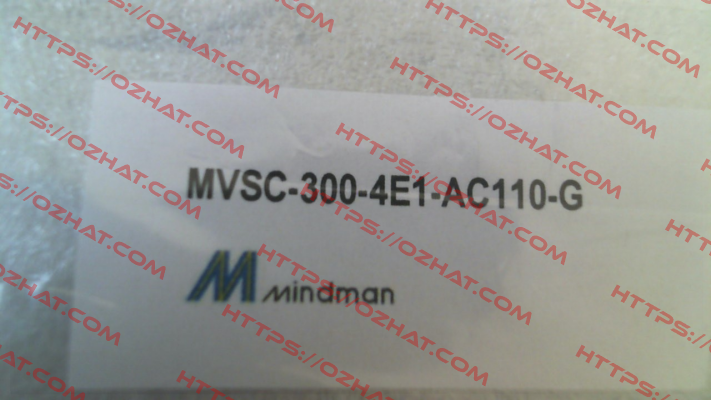 MVSC-300-4E1-AC110-G
mindman
HTTPS://OZHAT.COM